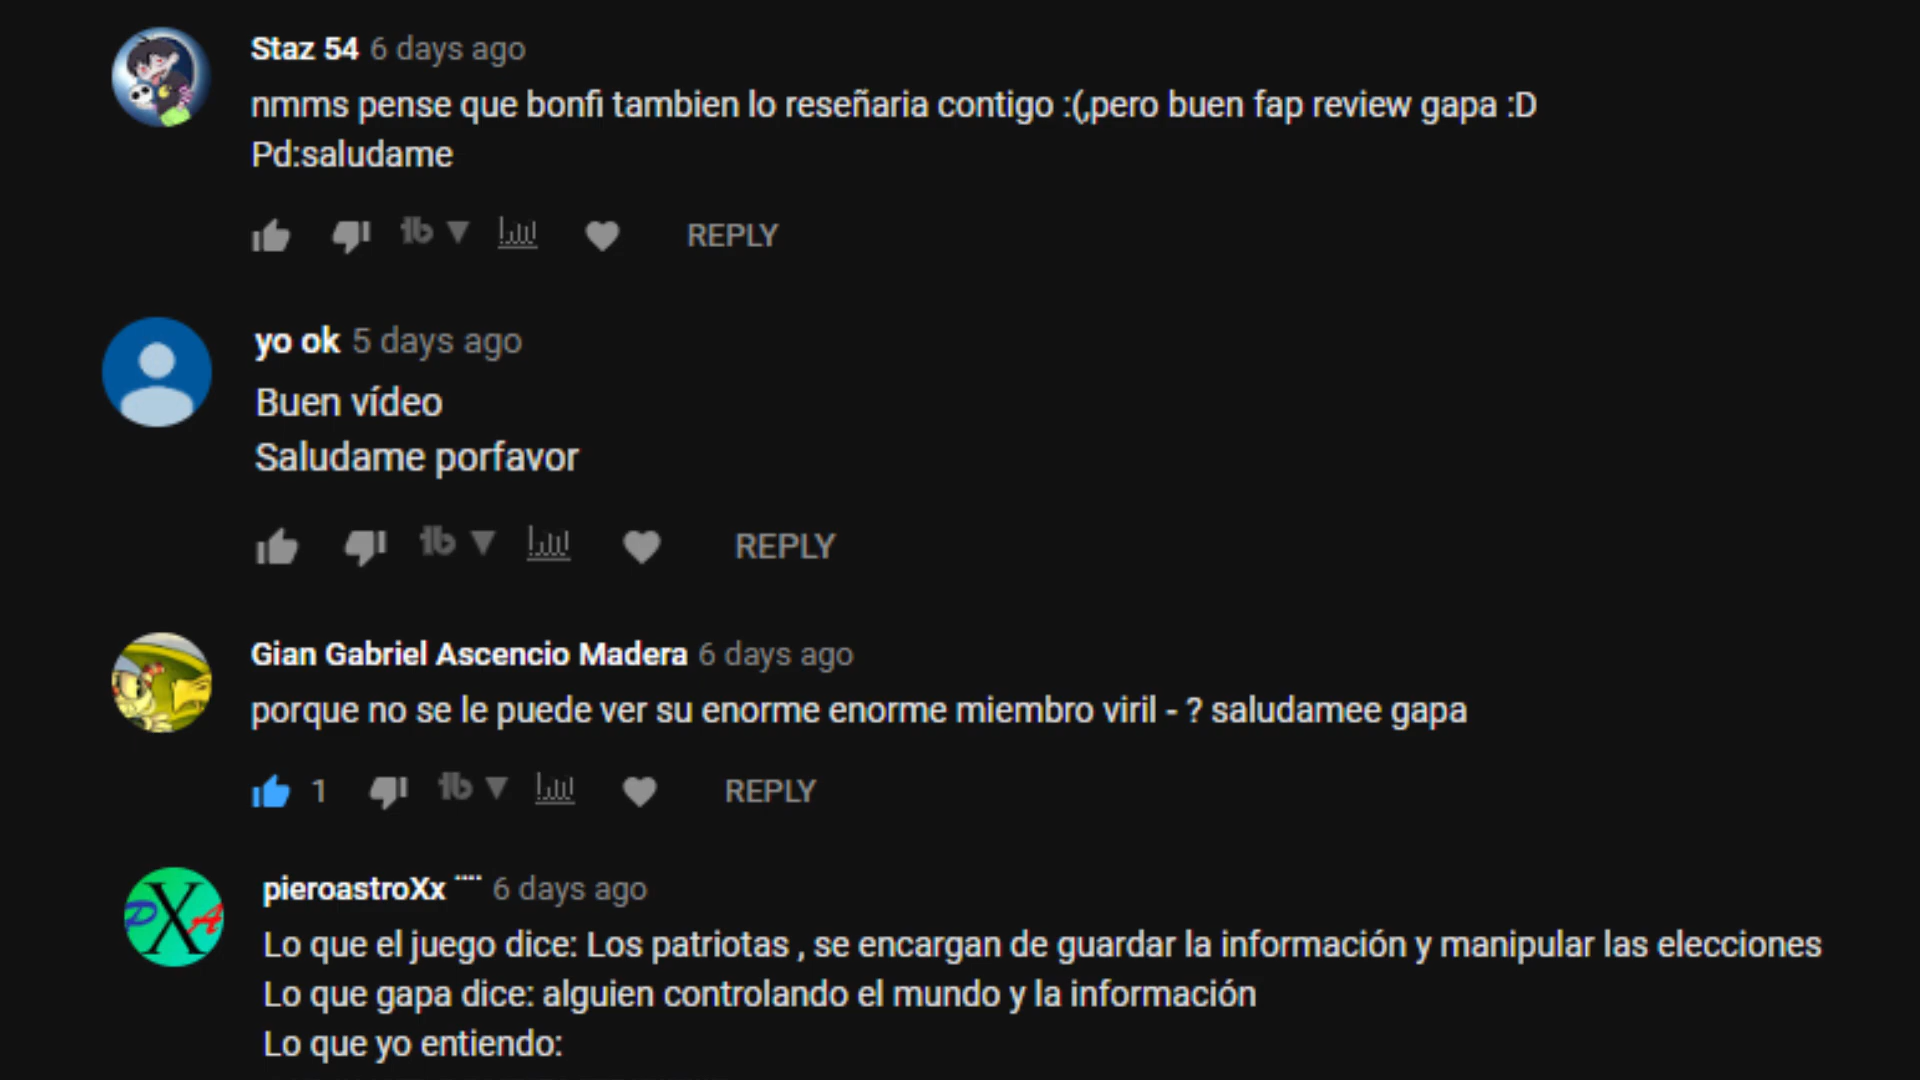 Staz 54 6 days ago
nmms pense que bonfi tambien lo reseñaria contigo :(,pero buen fap review gapa :D
Pd:saludame
REPLY
yo ok 5 days ago
Buen vídeo
Saludame porfavor
REPLY
Gian Gabriel Ascencio Madera 6 days ago
porque no se le puede ver su enorme enorme miembro viril - ? saludamee gapa
1 REPLY
PXA
pieroastroXx ¨¨ 6 days ago
Lo que el juego dice: Los patriotas , se encargan de guardar la información y manipular las elecciones
Lo que gapa dice: alguien controlando el mundo y la información
Lo que yo entiendo: